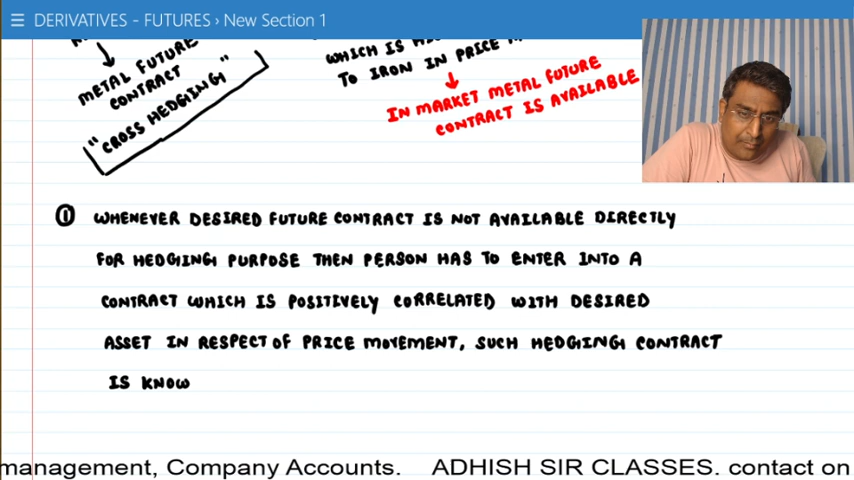 ☰ DERIVATIVES - FUTURES › New Section 1
METAL FUTURE
CONTRACT
"CROSS HEDGING"
WHICH IS
TO IRON IN PRICE
IN MARKET METAL FUTURE
CONTRACT IS AVAILABLE
① WHENEVER DESIRED FUTURE CONTRACT IS NOT AVAILABLE DIRECTLY
FOR HEDGING PURPOSE THEN PERSON HAS TO ENTER INTO A
CONTRACT WHICH IS POSITIVELY CORRELATED WITH DESIRED
ASSET IN RESPECT OF PRICE MOVEMENT, SUCH HEDGING CONTRACT
IS KNOW
management, Company Accounts. ADHISH SIR CLASSES. contact on